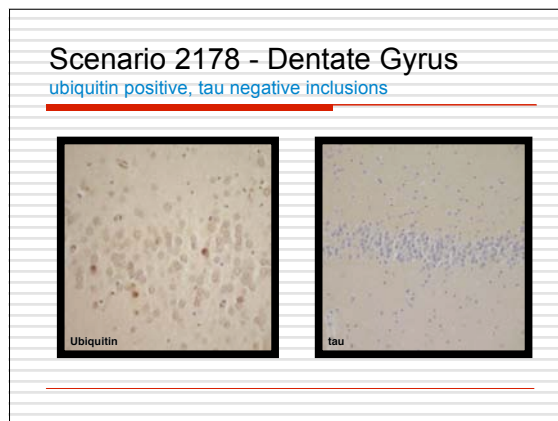 Scenario 2178 - Dentate Gyrus
ubiquitin positive, tau negative inclusions
Ubiquitin
tau